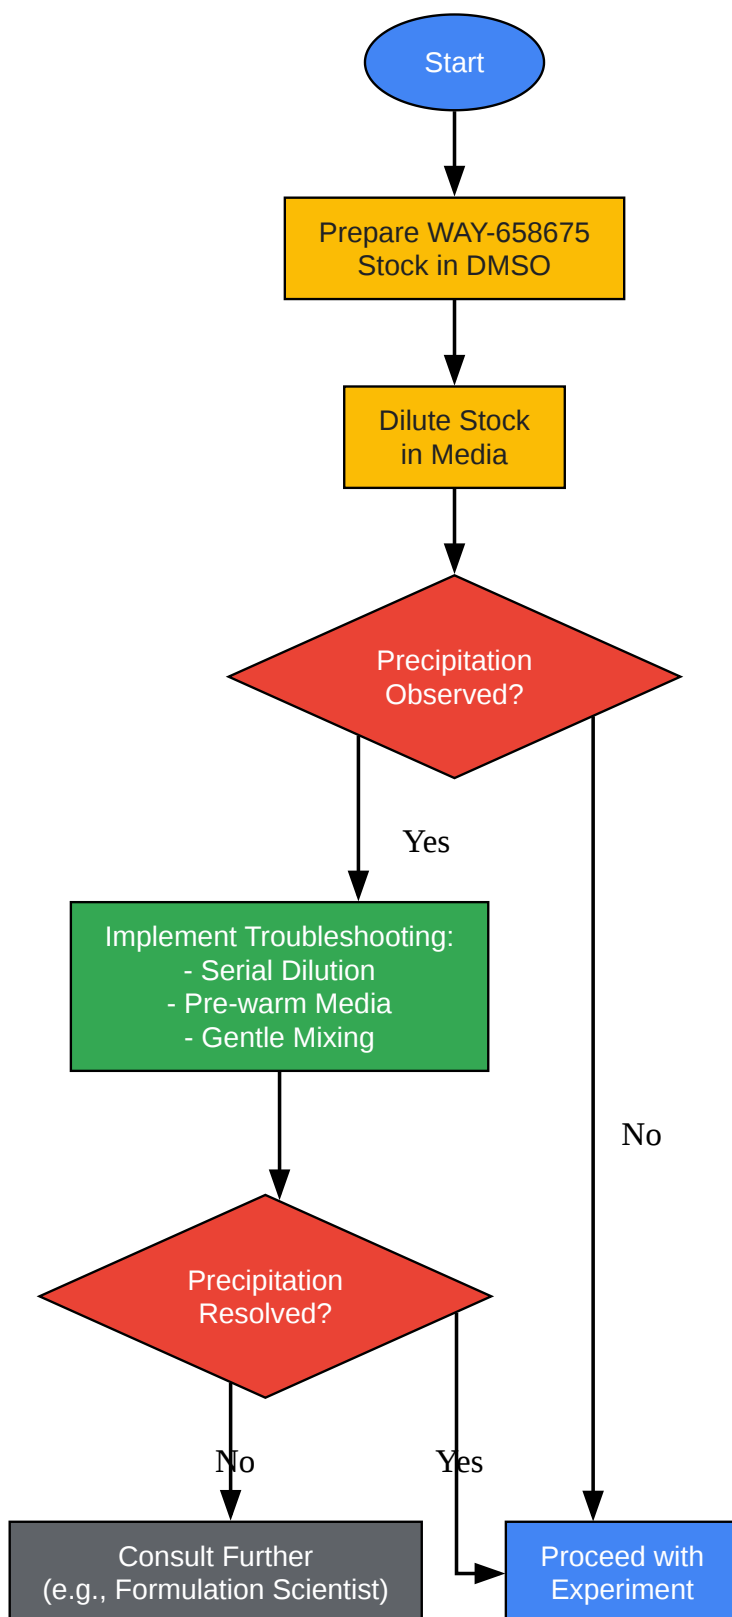 Start
Prepare WAY-658675
Stock in DMSO
Dilute Stock
in Media
Precipitation
Observed?
Yes
Implement Troubleshooting:
- Serial Dilution
- Pre-warm Media
- Gentle Mixing
No
Precipitation
Resolved?
No
Yes
Consult Further
(e.g., Formulation Scientist)
Proceed with
Experiment